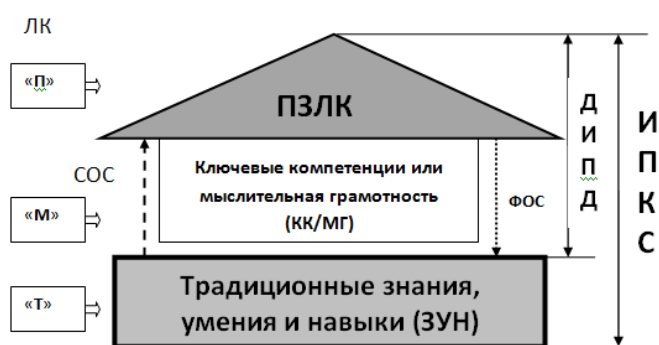 ЛК
«П»
ПЗЛК
СОС
Ключевые компетенции или
мыслительная грамотность
(КК/МГ)
«М»
ФОС
«Т»
Традиционные знания,
умения и навыки (ЗУН)
Д
И
П
Д
И
П
К
С